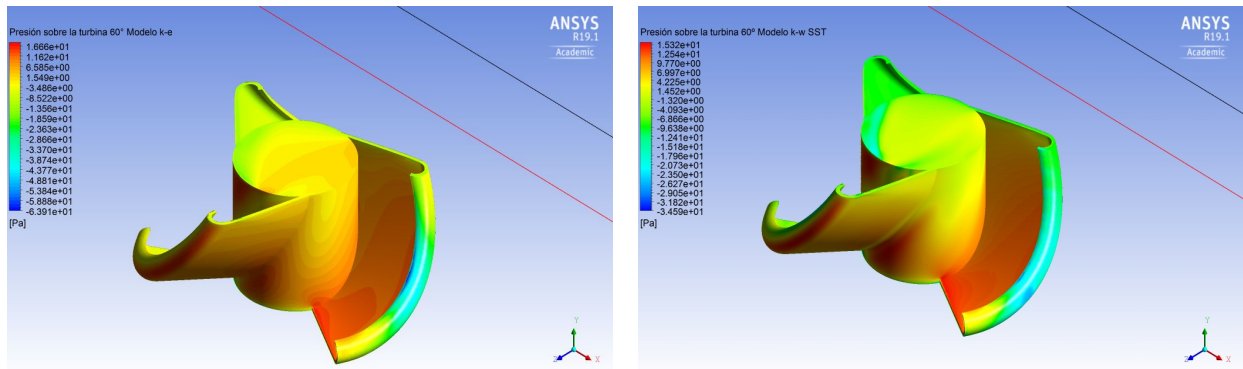 Presión sobre la turbina 60° Modelo k-e
1.666e+01
1.162e+01
6.585e+00
1.549e+00
-3.486e+00
-8.522e+00
-1.356e+01
-1.859e+01
-2.363e+01
-2.866e+01
-3.370e+01
-3.874e+01
-4.377e+01
-4.881e+01
-5.384e+01
-5.888e+01
-6.391e+01
[Pa]
ANSYS
R19.1
Academic
Y
Z
X
Presión sobre la turbina 60º Modelo k-w SST
1.532e+01
1.254e+01
9.770e+00
6.997e+00
4.225e+00
1.452e+00
-1.320e+00
-4.093e+00
-6.866e+00
-9.638e+00
-1.241e+01
-1.518e+01
-1.796e+01
-2.073e+01
-2.350e+01
-2.627e+01
-2.905e+01
-3.182e+01
-3.459e+01
[Pa]
ANSYS
R19.1
Academic
Y
Z
X